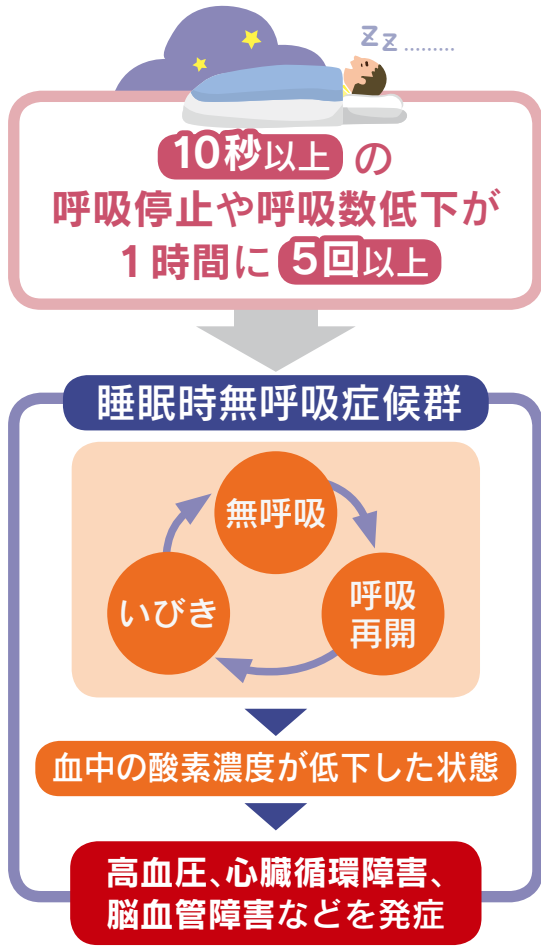 zz.........
10秒以上の
呼吸停止や呼吸数低下が
1時間に5回以上
睡眠時無呼吸症候群
無呼吸
呼吸
再開
いびき
血中の酸素濃度が低下した状態
高血圧、心臓循環障害、
脳血管障害などを発症